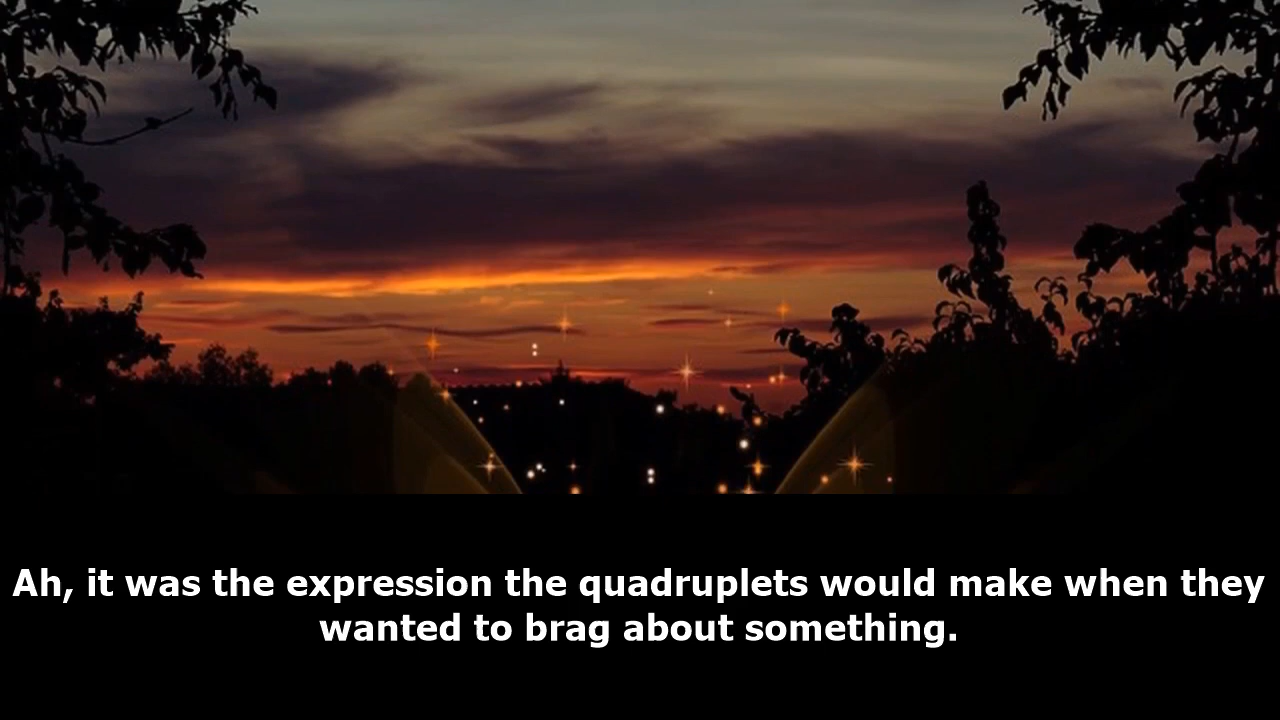 Ah, it was the expression the quadruplets would make when they
wanted to brag about something.